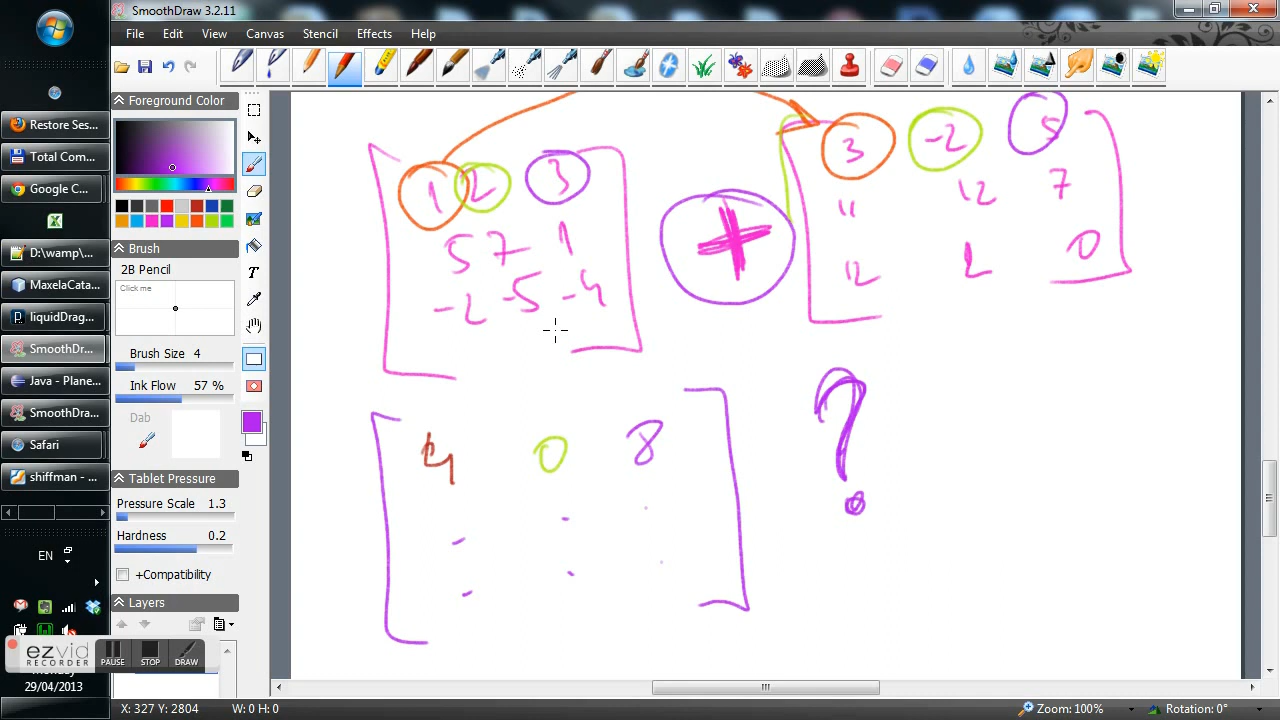 SmoothDraw 3.2.11
File Edit View Canvas Stencil Effects Help
Restore Ses...
Total Com...
Google C...
D:\wamp\...
MaxelaCata...
liquidDrag...
SmoothDr...
Java - Plane...
SmoothDra...
Safari
shiffman ...
EN
29/04/2013
ezvid
RECORDER
PAUSE STOP DRAW
Foreground Color
Brush
2B Pencil
Click me
Brush Size 4
Ink Flow 57 %
Dab
Tablet Pressure
Pressure Scale 1.3
Hardness 0.2
+Compatibility
Layers
1 2 3
5 7 1
-2 -5 -4
+
3 -2 5
11 12 7
12 2 0
4 0 8
- - .
- - .
?
X: 327 Y: 2804 W: 0 H: 0
Zoom: 100%
Rotation: 0°